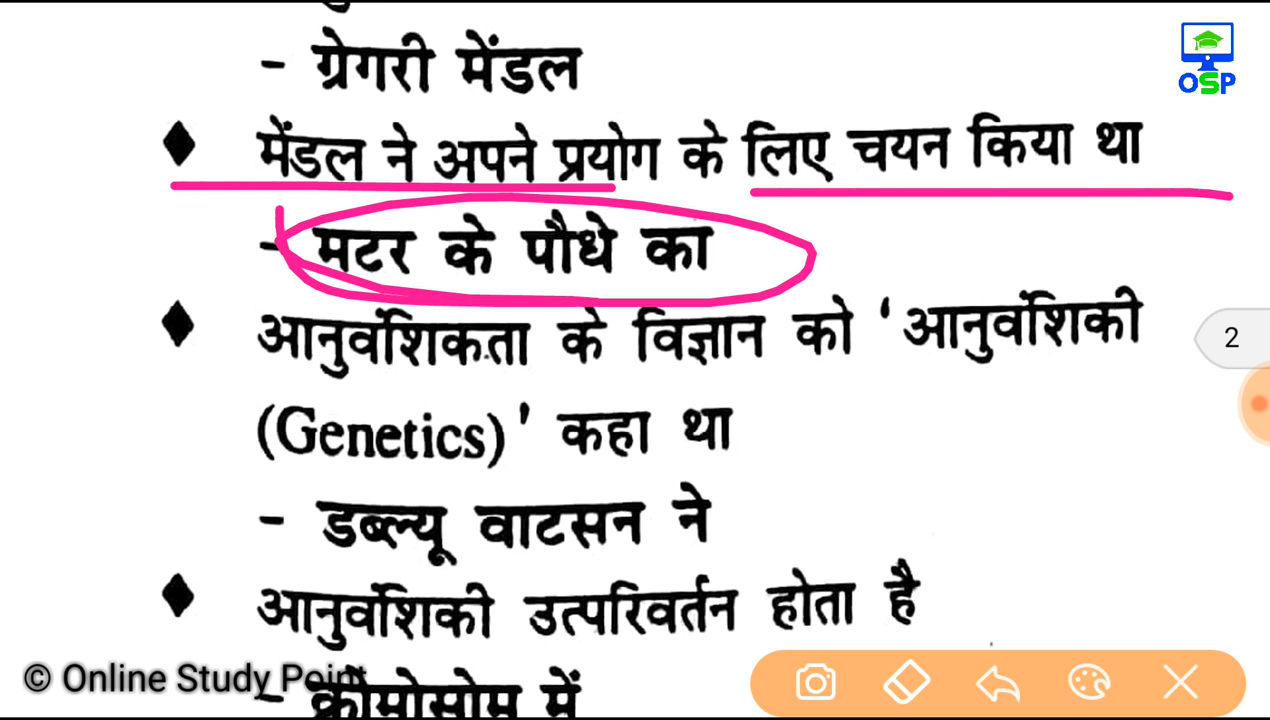 OSP
- ग्रेगरी मेंडल
♦ मेंडल ने अपने प्रयोग के लिए चयन किया था
- मटर के पौधे का
♦ आनुवंशिकता के विज्ञान को ' आनुवंशिकी
(Genetics) ' कहा था
2
- डब्ल्यू वाटसन ने
♦ आनुवंशिकी उत्परिवर्तन होता है
- क्रोमोसोम में
© Online Study Point